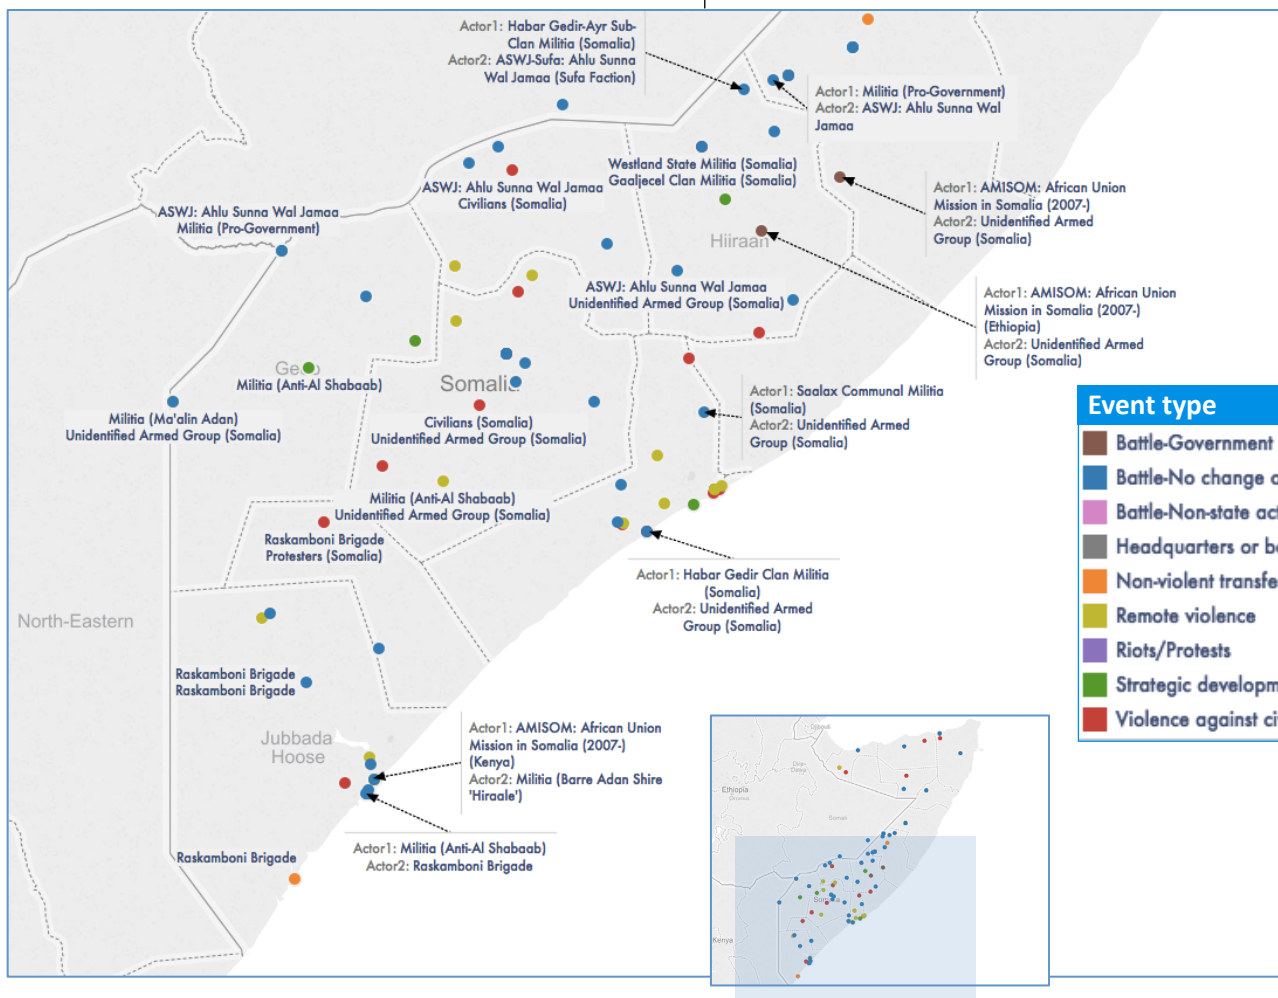 Actor1: Habar Gedir-Ayr Sub-
Clan Militia (Somalia)
Actor2: ASWJ-Sufa: Ahlu Sunna
Wal Jamaa (Sufa Faction)
Actor1: Militia (Pro-Government)
Actor2: ASWJ: Ahlu Sunna Wal
Jamaa
Westland State Militia (Somalia)
Gaaljecel Clan Militia (Somalia)
ASWJ: Ahlu Sunna Wal Jamaa
Civilians (Somalia)
Actor1: AMISOM: African Union
Mission in Somalia (2007-)
Actor2: Unidentified Armed
Group (Somalia)
ASWJ: Ahlu Sunna Wal Jamaa
Militia (Pro-Government)
Hiiraan
ASWJ: Ahlu Sunna Wal Jamaa
Unidentified Armed Group (Somalia)
Actor1: AMISOM: African Union
Mission in Somalia (2007-)
(Ethiopia)
Actor2: Unidentified Armed
Group (Somalia)
Militia (Anti-Al Shabaab)
Somalia
Actor1: Saalax Communal Militia
(Somalia)
Actor2: Unidentified Armed
Group (Somalia)
Militia (Ma'alin Adan)
Unidentified Armed Group (Somalia)
Civilians (Somalia)
Unidentified Armed Group (Somalia)
Event type
Battle-Government
Battle-No change o
Battle-Non-state act
Headquarters or ba
Non-violent transfe
Remote violence
Riots/Protests
Strategic developm
Violence against ci
Militia (Anti-Al Shabaab)
Unidentified Armed Group (Somalia)
Raskamboni Brigade
Protesters (Somalia)
Actor1: Habar Gedir Clan Militia
(Somalia)
Actor2: Unidentified Armed
Group (Somalia)
North-Eastern
Raskamboni Brigade
Raskamboni Brigade
Jubbada
Hoose
Actor1: AMISOM: African Union
Mission in Somalia (2007-)
(Kenya)
Actor2: Militia (Barre Adan Shire
'Hiraale')
Actor1: Militia (Anti-Al Shabaab)
Actor2: Raskamboni Brigade
Raskamboni Brigade
Djibouti
Ethiopia
Somali
Kenya